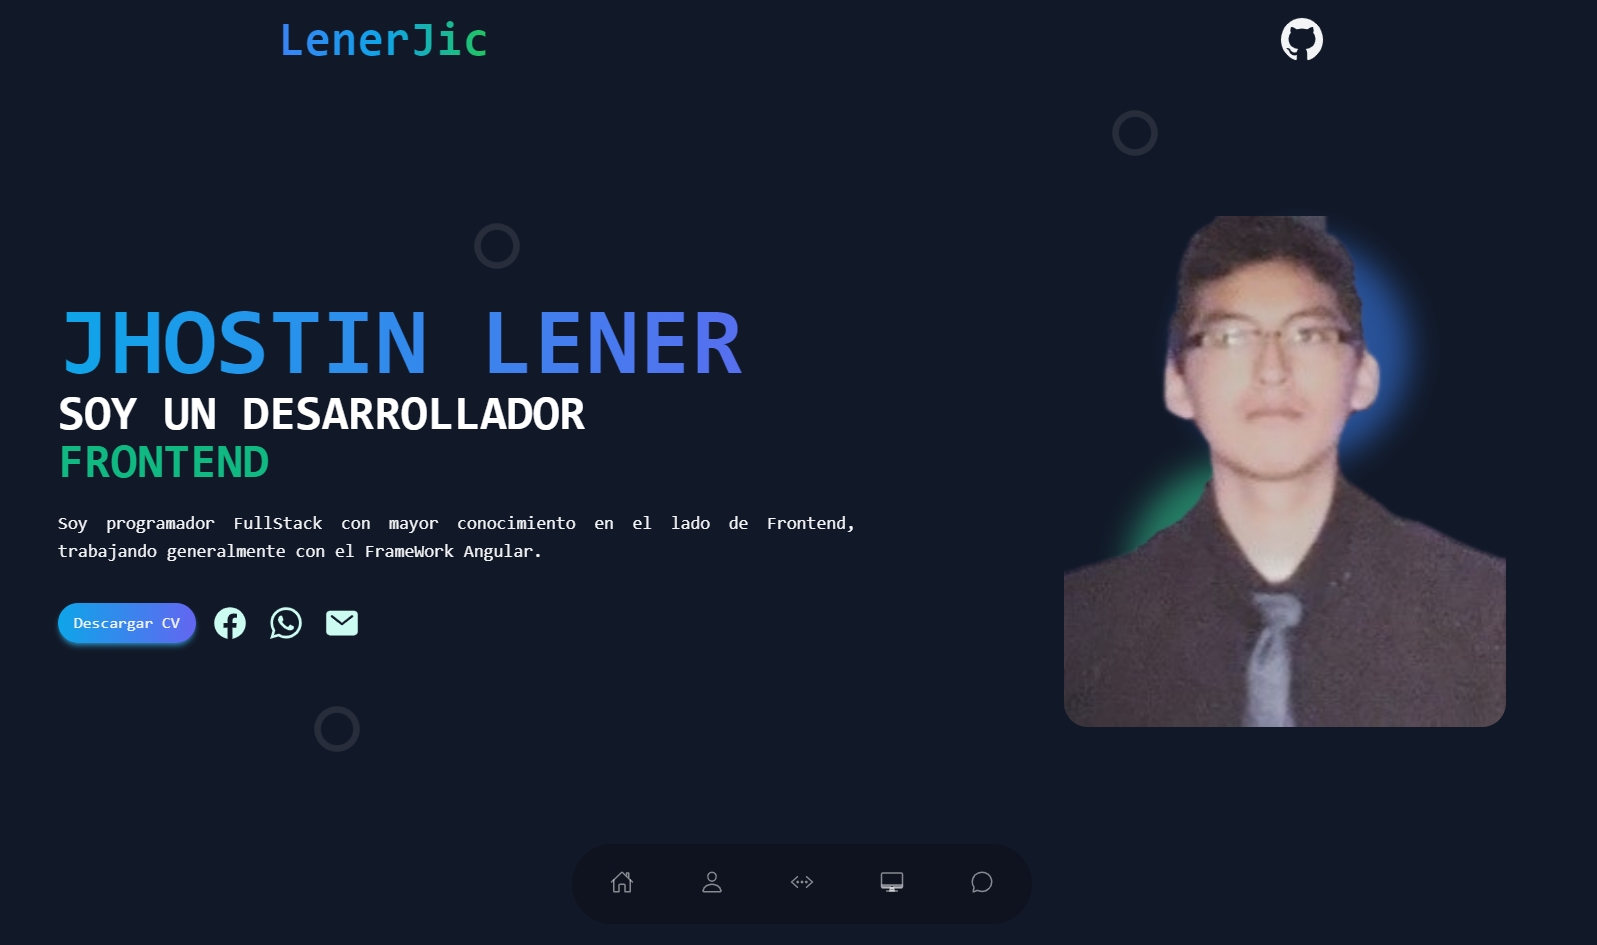 LenerJic
JHOSTIN LENER
SOY UN DESARROLLADOR
FRONTEND
Soy programador FullStack con mayor conocimiento en el lado de Frontend,
trabajando generalmente con el FrameWork Angular.
Descargar CV